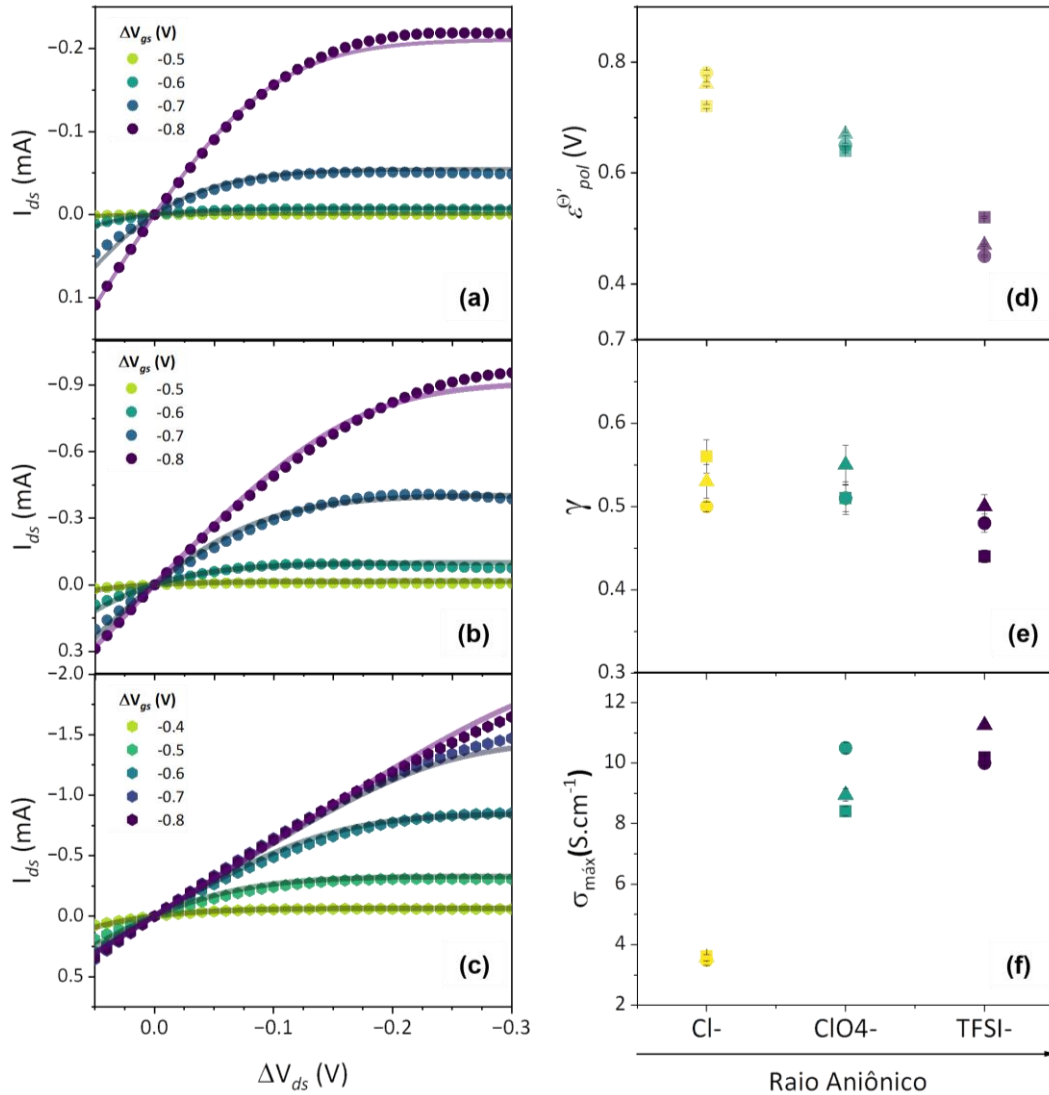 ΔVgs (V)
-0.5
-0.6
-0.7
-0.8
−0.2
−0.1
0.0
0.1
Ids (mA)
(a)
ΔVgs (V)
-0.5
-0.6
-0.7
-0.8
−0.9
−0.6
−0.3
0.0
0.3
Ids (mA)
(b)
ΔVgs (V)
-0.4
-0.5
-0.6
-0.7
-0.8
−2.0
−1.5
−1.0
−0.5
0.0
0.5
Ids (mA)
(c)
0.0
−0.1
−0.2
−0.3
ΔVds (V)
0.8
0.6
0.4
εΘ'pol (V)
(d)
0.7
0.6
0.5
0.4
0.3
γ
(e)
12
10
8
6
4
2
σmáx(S.cm-1)
(f)
Cl-
ClO4-
TFSI-
Raio Aniônico